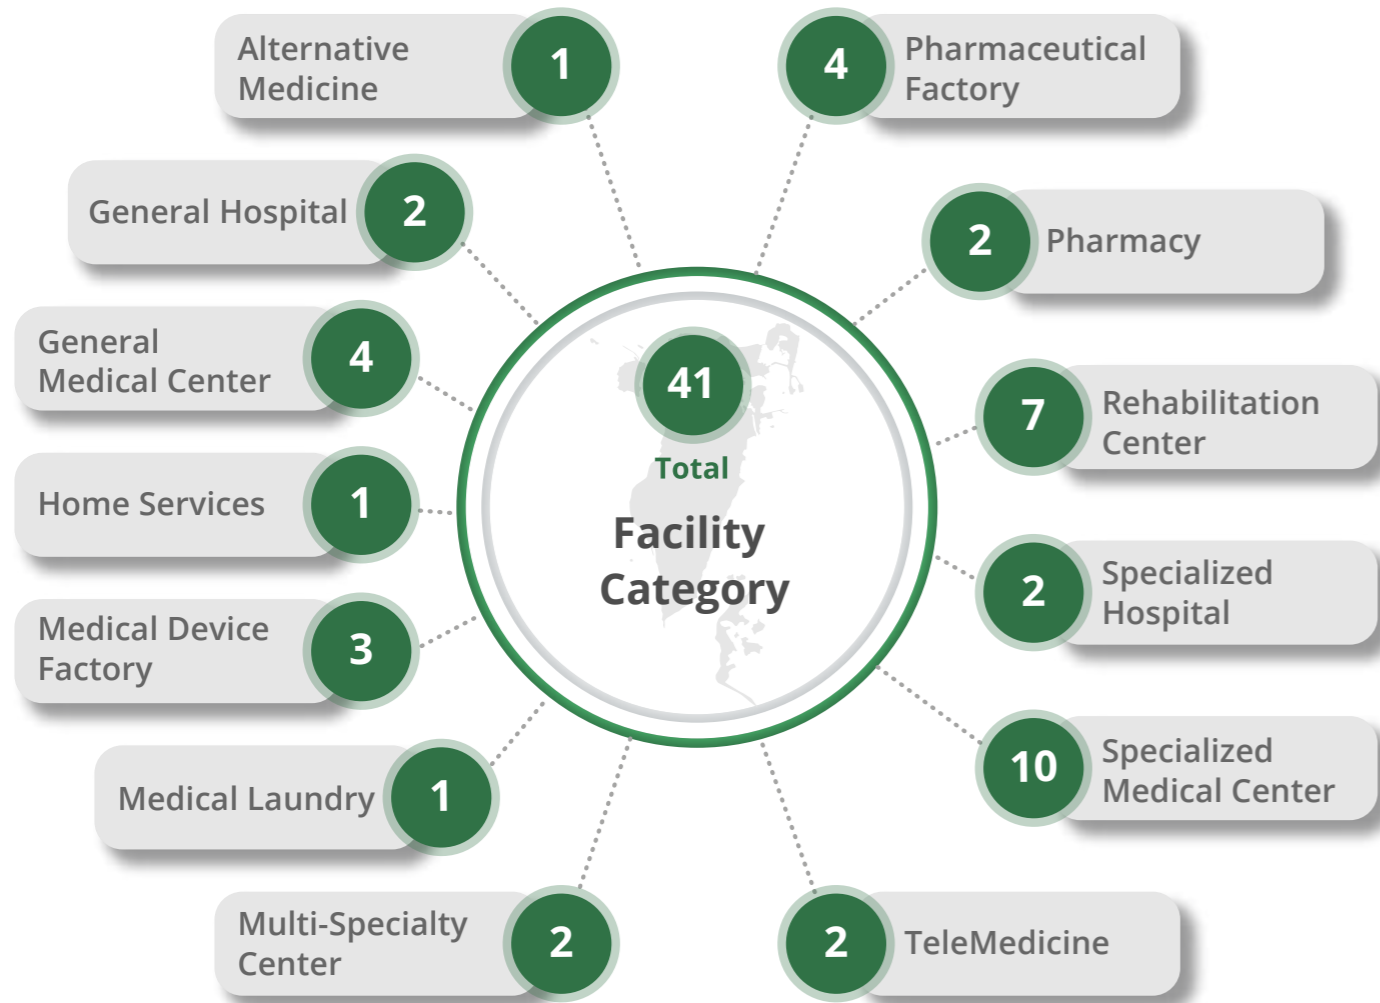 Alternative
Medicine
1
General Hospital
2
General
Medical Center
4
Home Services
1
Medical Device
Factory
3
Medical Laundry
1
Multi-Specialty
Center
2
41
Total
Facility
Category
4
Pharmaceutical
Factory
2
Pharmacy
7
Rehabilitation
Center
2
Specialized
Hospital
10
Specialized
Medical Center
2
TeleMedicine